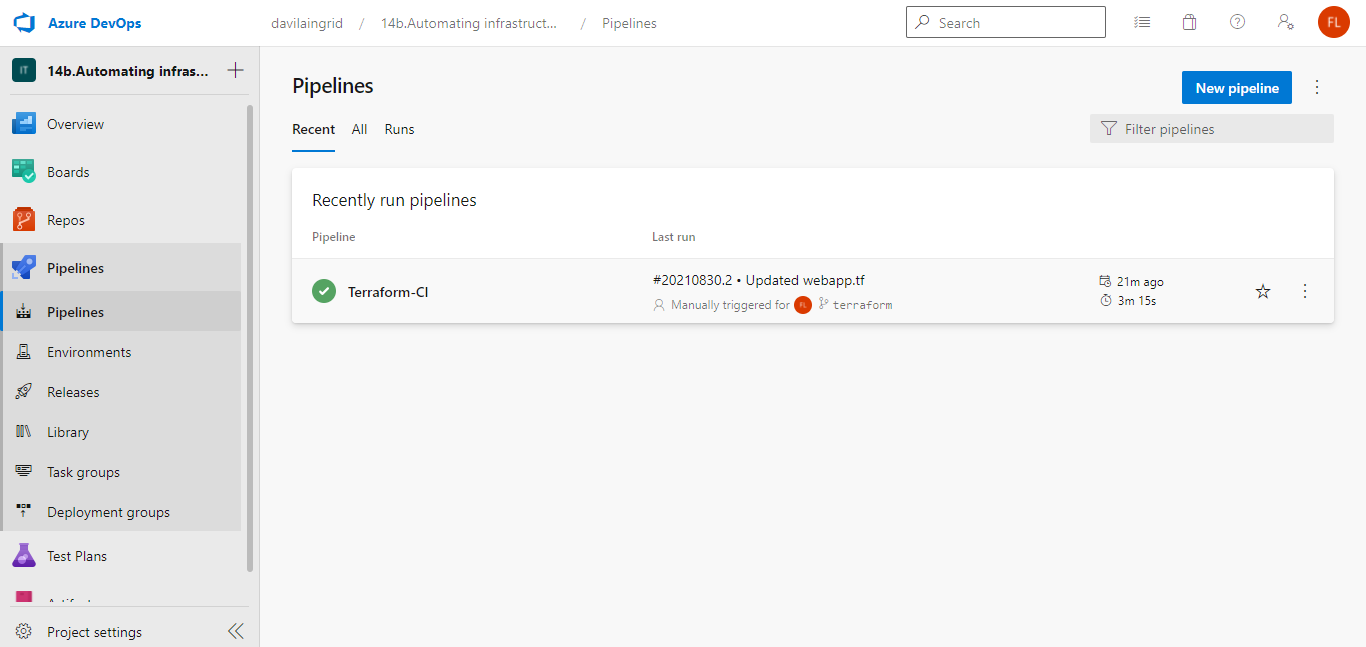 Azure DevOps
davilaingrid / 14b.Automating infrastruct... / Pipelines
Search
FL
IT
14b.Automating infras...
Overview
Boards
Repos
Pipelines
Pipelines
Environments
Releases
Library
Task groups
Deployment groups
Test Plans
Project settings
Pipelines
New pipeline
Recent All Runs
Filter pipelines
Recently run pipelines
Pipeline Last run
Terraform-CI
#20210830.2 • Updated webapp.tf
Manually triggered for FL terraform
21m ago
3m 15s